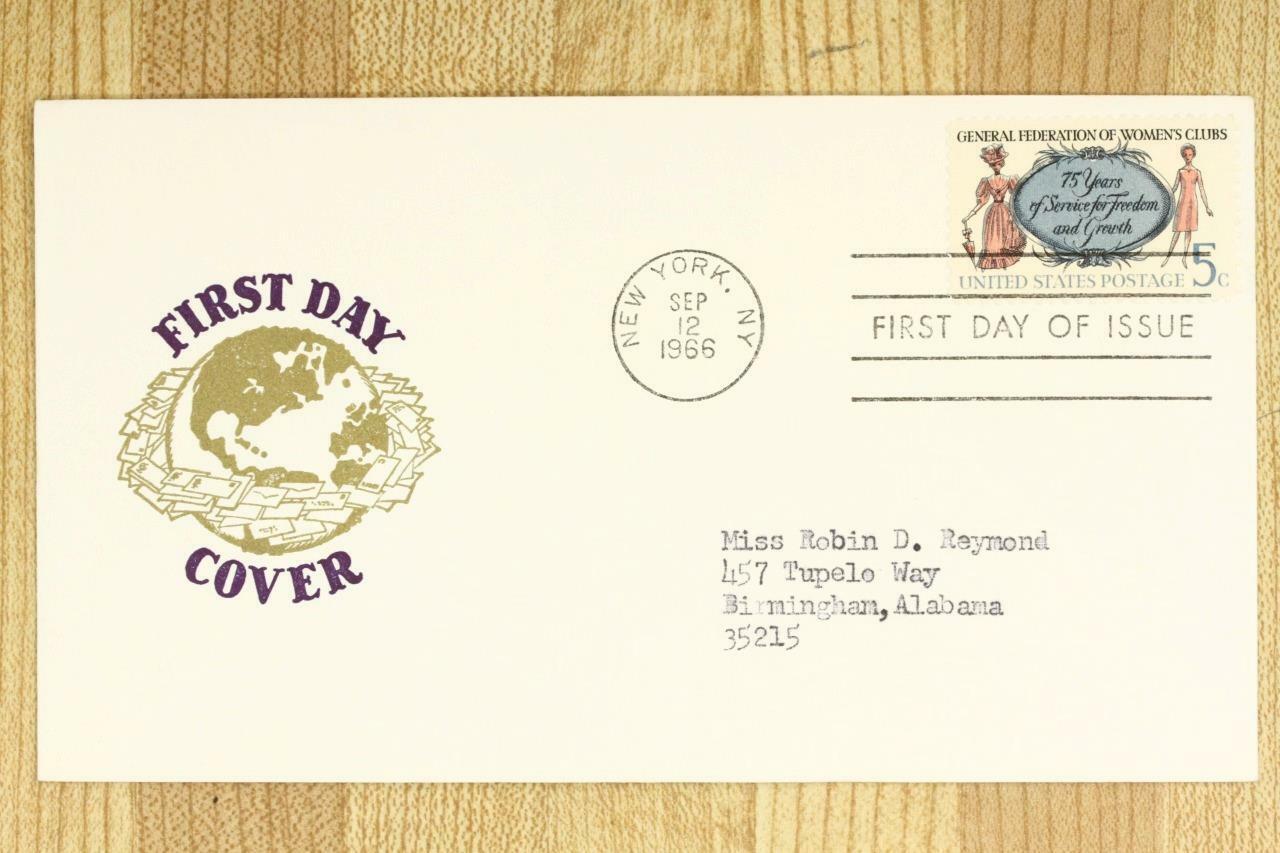 GENERAL FEDERATION OF WOMEN'S CLUBS
75 Years
of Service for Freedom
and Growth
UNITED STATES POSTAGE 5c
NEW YORK, NY
SEP
12
1966
FIRST DAY OF ISSUE
FIRST DAY
COVER
Miss Robin D. Reymond
457 Tupelo Way
Birmingham, Alabama
35215